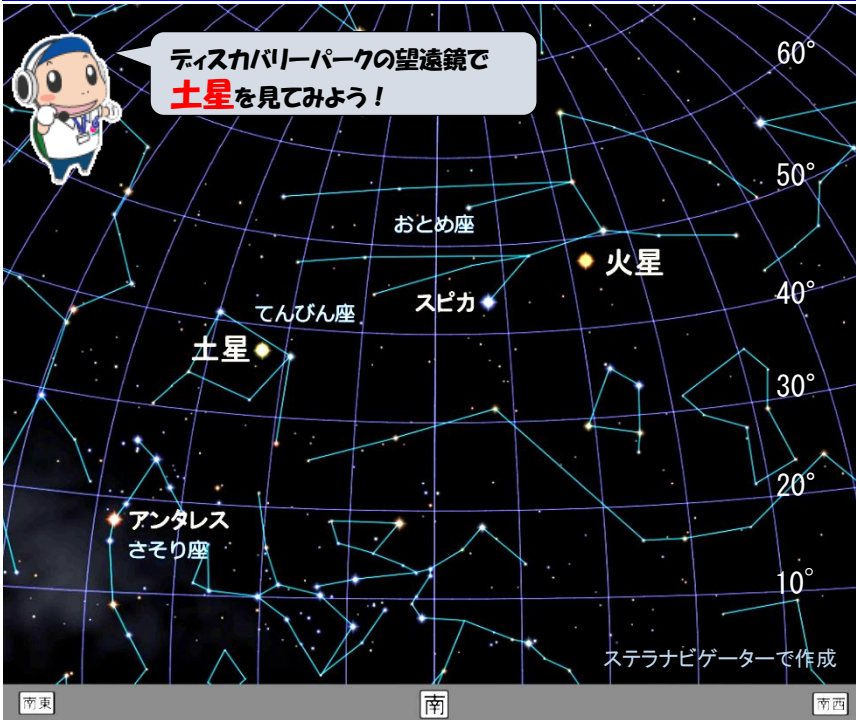 ディスカバリーパークの望遠鏡で
土星を見てみよう！
60°
50°
おとめ座
火星
40°
スピカ
てんびん座
土星
30°
20°
アンタレス
さそり座
10°
ステラナビゲーターで作成
南東
南
南西